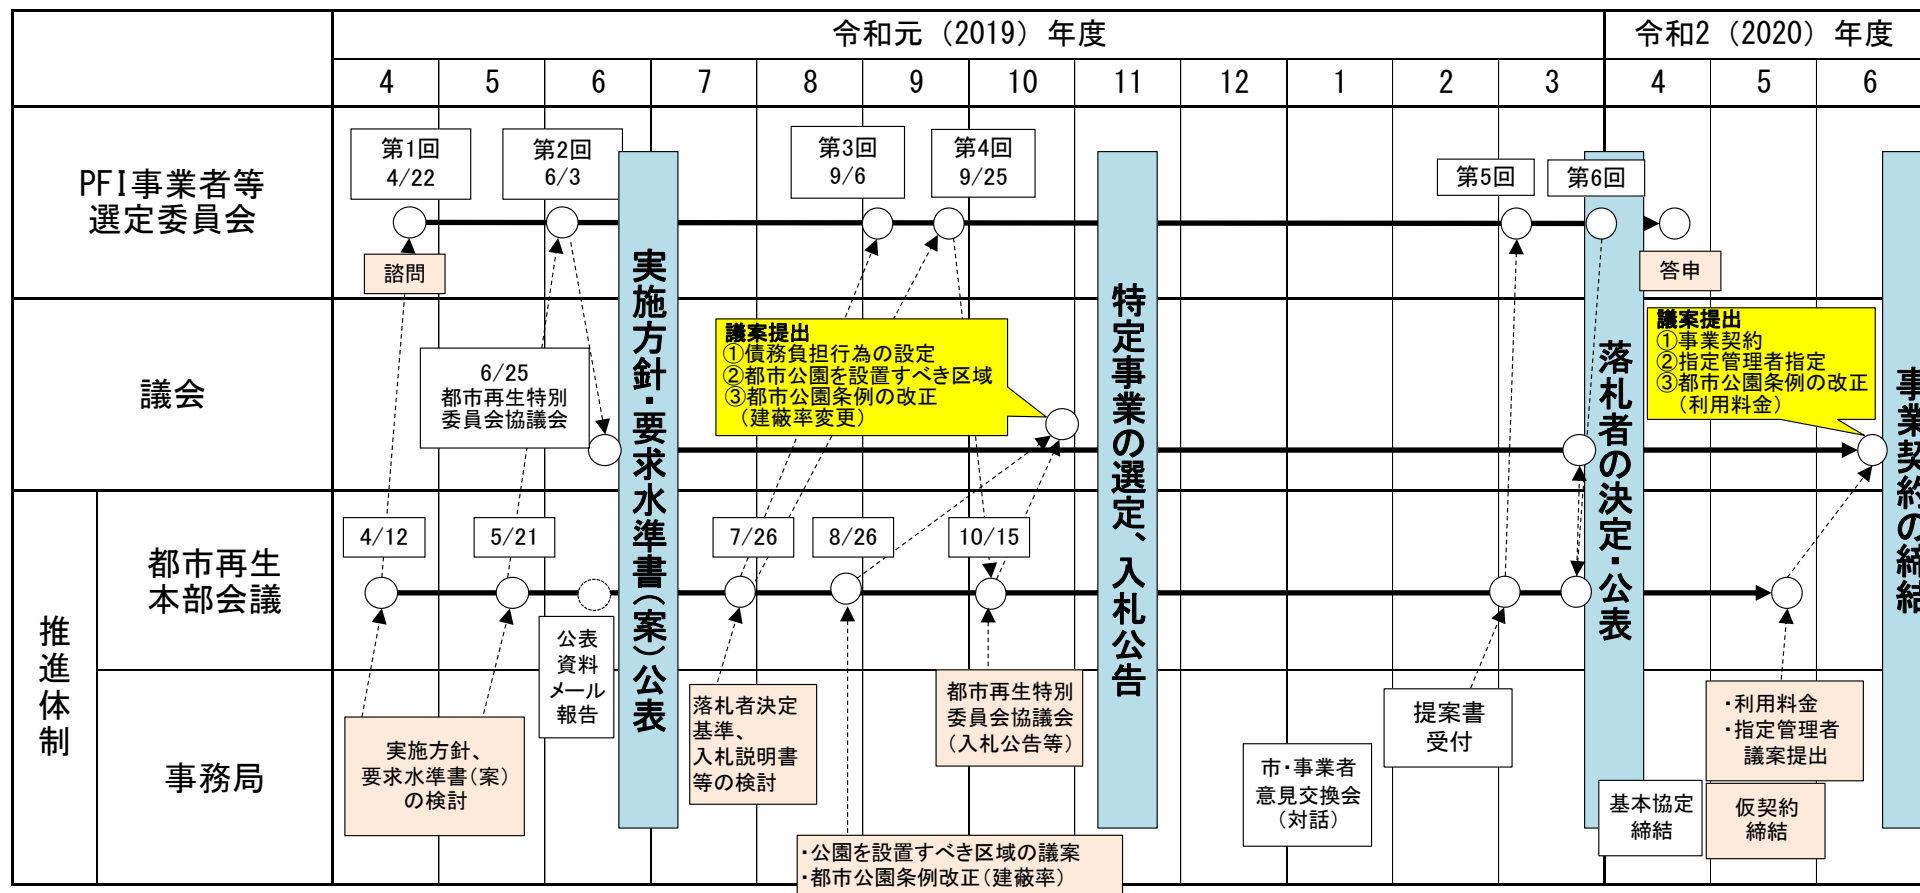 令和元（2019）年度
令和2（2020）年度
4
5
6
7
8
9
10
11
12
1
2
3
4
5
6
PFI事業者等
選定委員会
第1回
4/22
第2回
6/3
第3回
9/6
第4回
9/25
第5回
第6回
諮問
答申
議会
6/25
都市再生特別
委員会協議会
議案提出
①債務負担行為の設定
②都市公園を設置すべき区域
③都市公園条例の改正
（建蔽率変更）
議案提出
①事業契約
②指定管理者指定
③都市公園条例の改正
（利用料金）
実施方針・要求水準書（案）公表
特定事業の選定、入札公告
落札者の決定・公表
事業契約の締結
推進体制
都市再生
本部会議
4/12
5/21
7/26
8/26
10/15
事務局
実施方針、
要求水準書（案）
の検討
公表
資料
メール
報告
落札者決定
基準、
入札説明書
等の検討
・公園を設置すべき区域の議案
・都市公園条例改正（建蔽率）
都市再生特別
委員会協議会
（入札公告等）
市・事業者
意見交換会
（対話）
提案書
受付
基本協定
締結
・利用料金
・指定管理者
議案提出
仮契約
締結